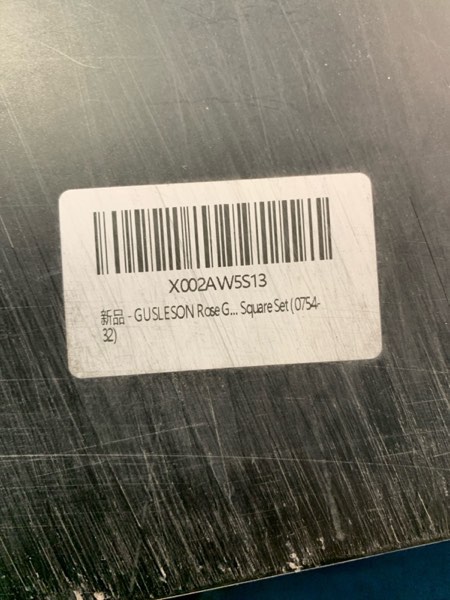 X002AW5S13
新品 - GUSLESON Rose G... Square Set (0754-
32)